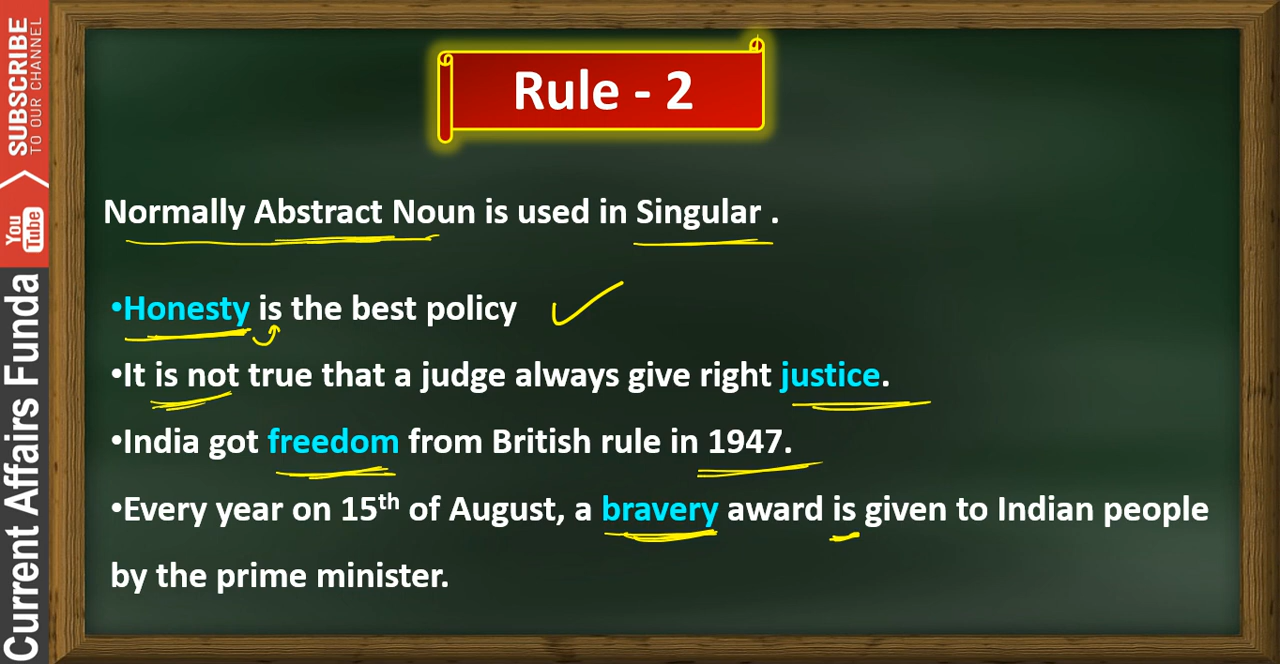 SUBSCRIBE
TO OUR CHANNEL
You
Tube
Current Affairs Funda
Rule - 2
Normally Abstract Noun is used in Singular .
•Honesty is the best policy
•It is not true that a judge always give right justice.
•India got freedom from British rule in 1947.
•Every year on 15th of August, a bravery award is given to Indian people
by the prime minister.